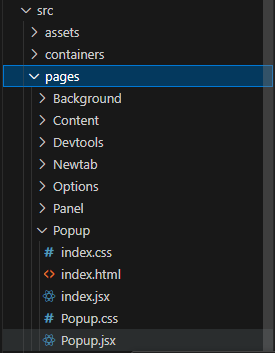 src
assets
containers
pages
Background
Content
Devtools
Newtab
Options
Panel
Popup
# index.css
<> index.html
index.jsx
# Popup.css
Popup.jsx